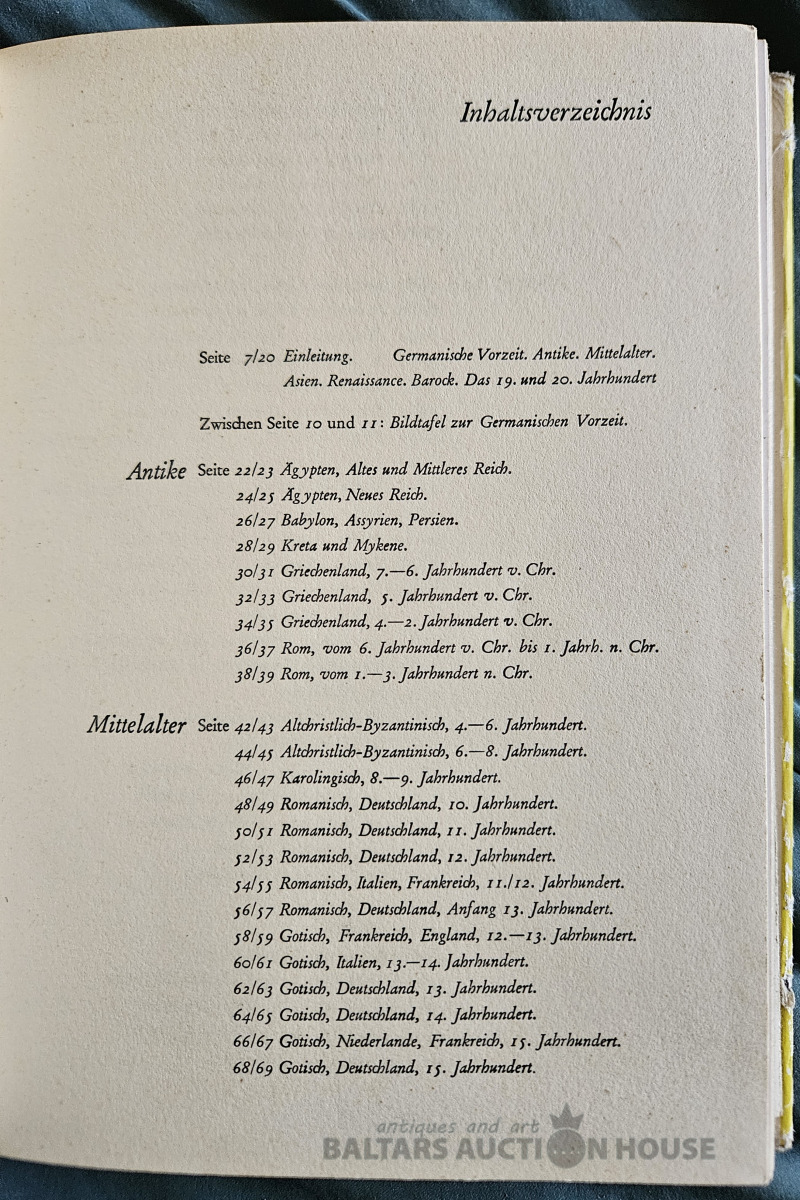 Inhaltsverzeichnis
Seite 7/20 Einleitung. Germanische Vorzeit. Antike. Mittelalter.
Asien. Renaissance. Barock. Das 19. und 20. Jahrhundert
Zwischen Seite 10 und 11: Bildtafel zur Germanischen Vorzeit.
Antike Seite 22/23 Ägypten, Altes und Mittleres Reich.
24/25 Ägypten, Neues Reich.
26/27 Babylon, Assyrien, Persien.
28/29 Kreta und Mykene.
30/31 Griechenland, 7.—6. Jahrhundert v. Chr.
32/33 Griechenland, 5. Jahrhundert v. Chr.
34/35 Griechenland, 4.—2. Jahrhundert v. Chr.
36/37 Rom, vom 6. Jahrhundert v. Chr. bis 1. Jahrh. n. Chr.
38/39 Rom, vom 1.—3. Jahrhundert n. Chr.
Mittelalter Seite 42/43 Altchristlich-Byzantinisch, 4.—6. Jahrhundert.
44/45 Altchristlich-Byzantinisch, 6.—8. Jahrhundert.
46/47 Karolingisch, 8.—9. Jahrhundert.
48/49 Romanisch, Deutschland, 10. Jahrhundert.
50/51 Romanisch, Deutschland, 11. Jahrhundert.
52/53 Romanisch, Deutschland, 12. Jahrhundert.
54/55 Romanisch, Italien, Frankreich, 11./12. Jahrhundert.
56/57 Romanisch, Deutschland, Anfang 13. Jahrhundert.
58/59 Gotisch, Frankreich, England, 12.—13. Jahrhundert.
60/61 Gotisch, Italien, 13.—14. Jahrhundert.
62/63 Gotisch, Deutschland, 13. Jahrhundert.
64/65 Gotisch, Deutschland, 14. Jahrhundert.
66/67 Gotisch, Niederlande, Frankreich, 15. Jahrhundert.
68/69 Gotisch, Deutschland, 15. Jahrhundert.
antiques and art
BALTARS AUCTION HOUSE